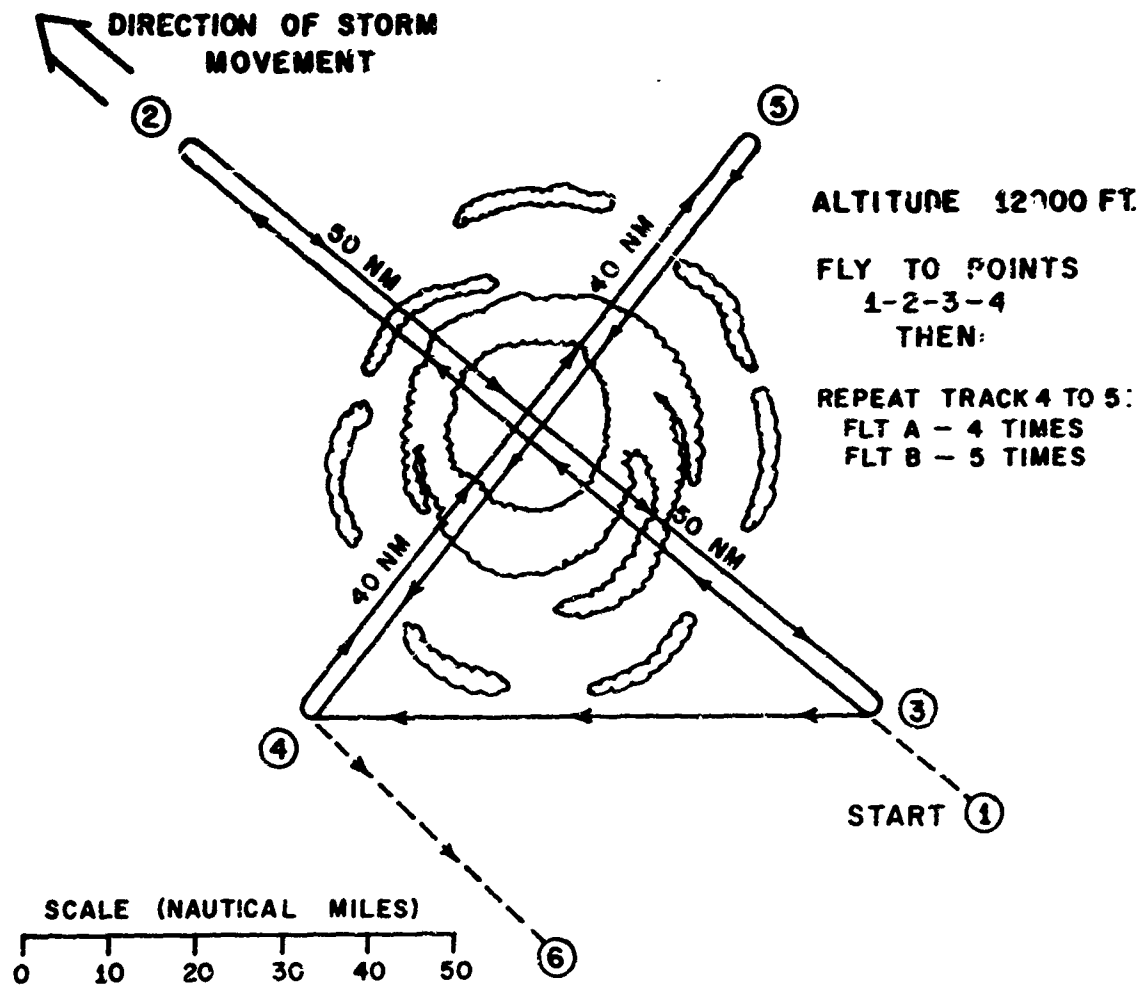 DIRECTION OF STORM
MOVEMENT
2
5
50 NM
40 NM
ALTITUDE 12000 FT.
FLY TO POINTS
1-2-3-4
THEN:
REPEAT TRACK 4 TO 5:
FLT A – 4 TIMES
FLT B – 5 TIMES
40 NM
50 NM
4
3
START 1
SCALE (NAUTICAL MILES)
0 10 20 30 40 50
6